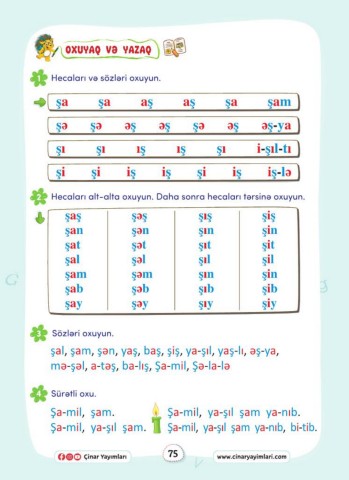 OXUYAQ VƏ YAZAQ
1 Hecaları və sözləri oxuyun.
şa şa aş aş şa şam
şə şə əş əş şə əş əş-ya
şı şı ış ış şı i-şıl-tı
şi şi iş iş şi iş iş-lə
2 Hecaları alt-alta oxuyun. Daha sonra hecaları tərsinə oxuyun.
şaş şəş şış şiş
şan şən şın şin
şat şət şıt şit
şal şəl şıl şil
şam şəm şın şin
şab şəb şıb şib
şay şəy şıy şiy
3 Sözləri oxuyun.
şal, şam, şən, yaş, baş, şiş, ya-şıl, yaş-lı, əş-ya,
mə-şəl, a-təş, ba-lış, Şa-mil, Şə-la-lə
4 Sürətli oxu.
Şa-mil, şam. Şa-mil, ya-şıl şam ya-nıb.
Şa-mil, ya-şıl şam. Şa-mil, ya-şıl şam ya-nıb, bi-tib.
Çinar Yayımları 75 www.cinaryayimlari.com